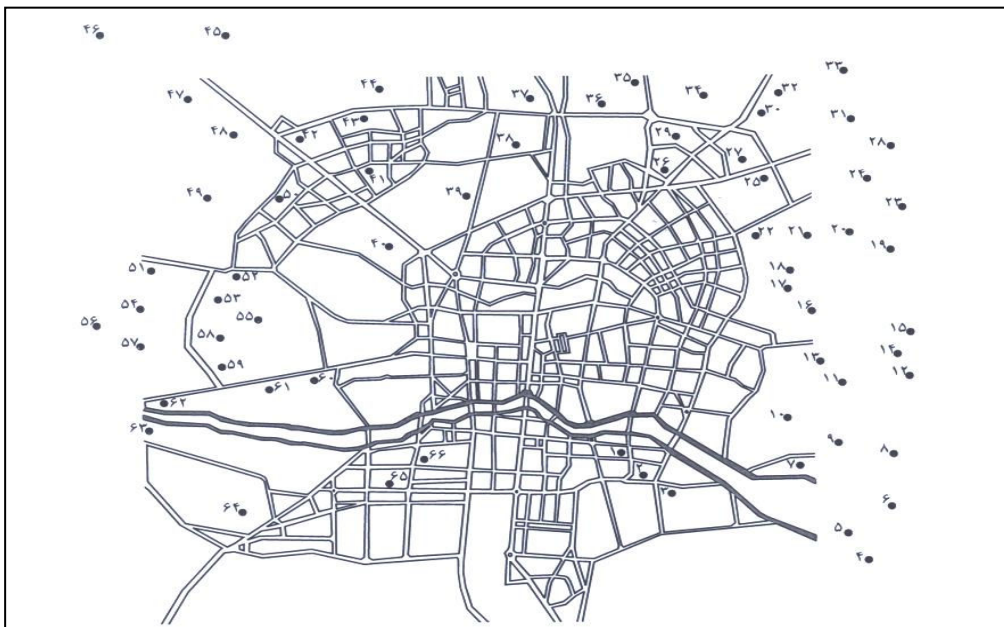 ۴۶ ۴۵
۳۳
۴۴ ۳۵ ۳۲
۴۷ ۳۷ ۳۶ ۳۴
۴۳ ۳۰ ۳۱
۴۸ ۴۲ ۳۸ ۲۹ ۲۸
۴۱ ۲۶ ۲۷
۴۹ ۵۰ ۳۹ ۲۵ ۲۴
۲۳
۴۰ ۲۲ ۲۱ ۲۰ ۱۹
۵۱ ۵۲ ۱۸
۵۴ ۵۳ ۱۷
۵۶ ۵۵ ۱۶
۵۷ ۵۸ ۱۵
۵۹ ۱۳ ۱۴
۶۱ ۶۰ ۱۱ ۱۲
۶۲ ۱۰
۶۳ ۹
۶۶ ۱ ۸
۶۵ ۲ ۷
۶۴ ۳ ۶
۵
۴